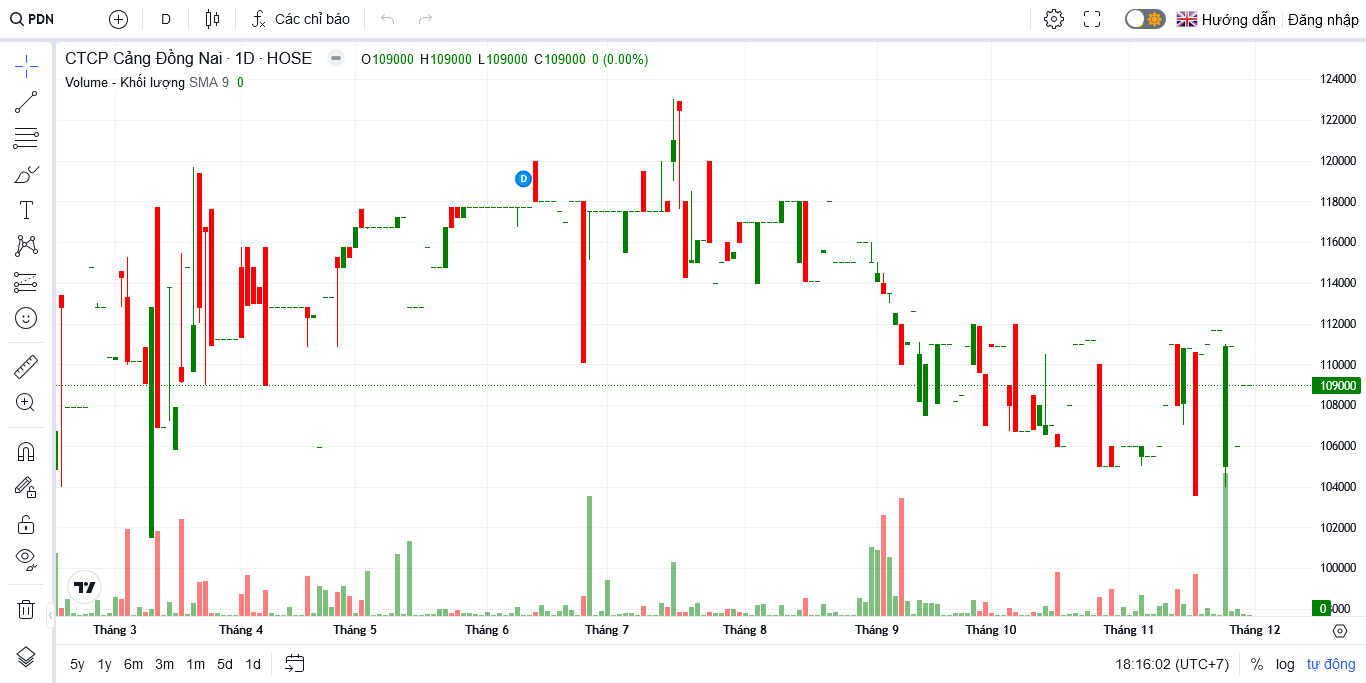 PDN D Các chỉ báo Hướng dẫn Đăng nhập
CTCP Cảng Đồng Nai · 1D · HOSE O109000 H109000 L109000 C109000 0 (0.00%)
Volume - Khối lượng SMA 9 0
124000
122000
120000
D
118000
116000
114000
112000
110000
109000
108000
106000
104000
102000
100000
0
Tháng 3 Tháng 4 Tháng 5 Tháng 6 Tháng 7 Tháng 8 Tháng 9 Tháng 10 Tháng 11 Tháng 12
5y 1y 6m 3m 1m 5d 1d 18:16:02 (UTC+7) % log tự động